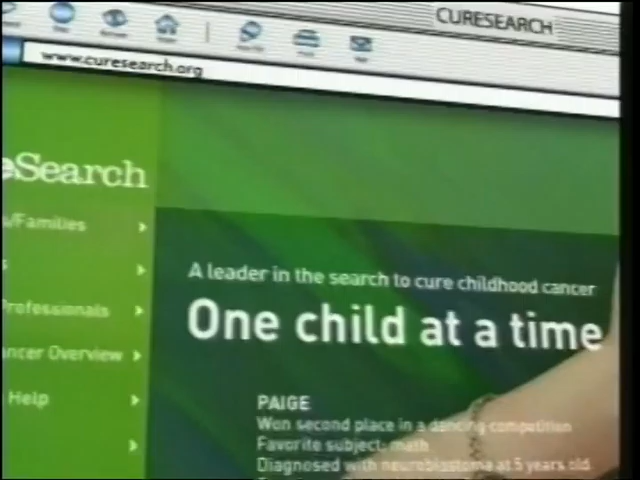 CURESEARCH
www.curesearch.org
eSearch
s/Families
s
Professionals
ancer Overview
Help
A leader in the search to cure childhood cancer
One child at a time
PAIGE
Won second place in a dancing competition
Favorite subject: math
Diagnosed with neuroblastoma at 5 years old